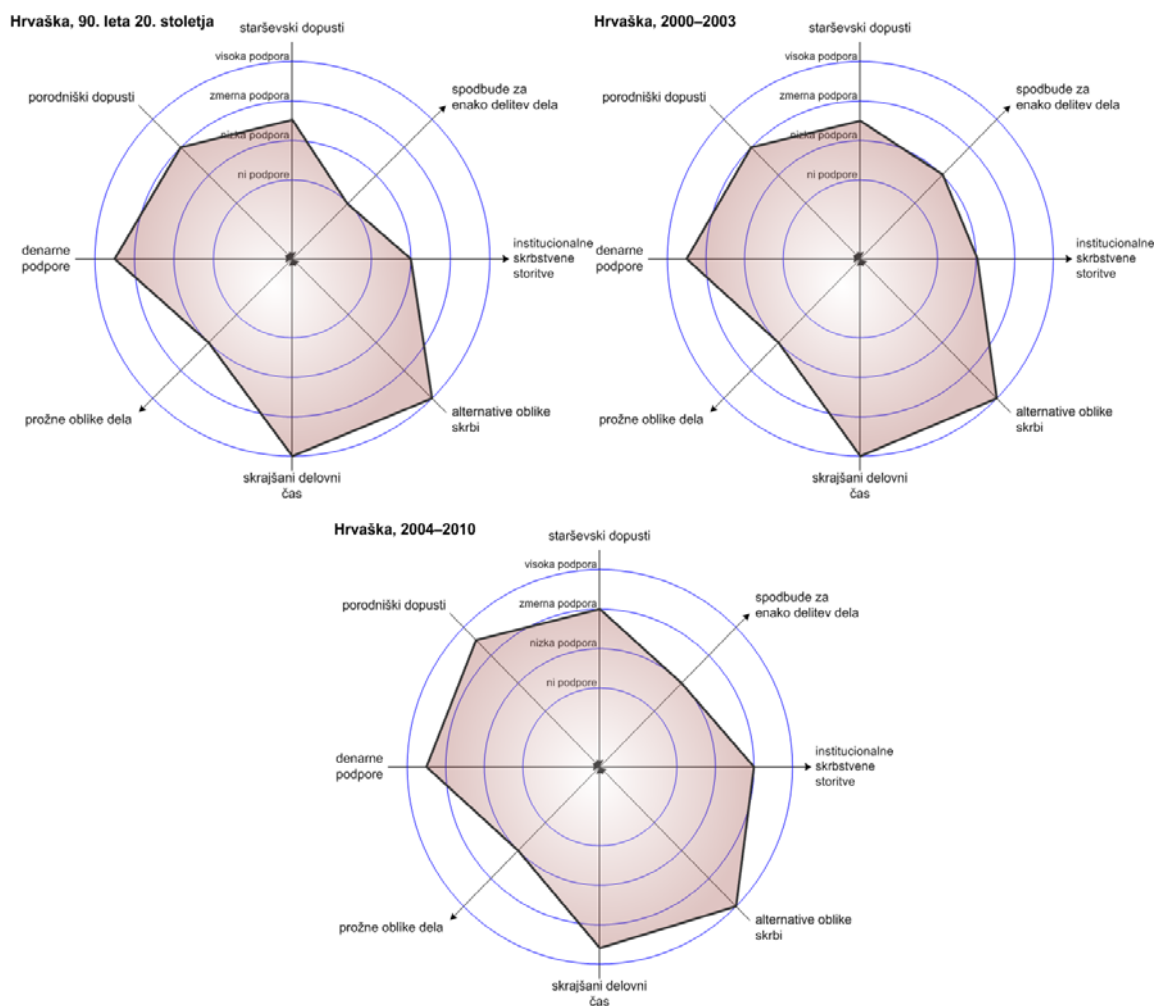 Hrvaška, 90. leta 20. stoletja
starševski dopusti
visoka podpora
spodbude za
enako delitev dela
porodniški dopusti
zmerna podpora
nizka podpora
ni podpore
denarne
podpore
institucionalne
skrbstvene
storitve
prožne oblike dela
alternative oblike
skrbi
skrajšani delovni
čas
Hrvaška, 2000–2003
starševski dopusti
visoka podpora
spodbude za
enako delitev dela
porodniški dopusti
zmerna podpora
nizka podpora
ni podpore
denarne
podpore
institucionalne
skrbstvene
storitve
prožne oblike dela
alternative oblike
skrbi
skrajšani delovni
čas
Hrvaška, 2004–2010
starševski dopusti
visoka podpora
spodbude za
enako delitev dela
porodniški dopusti
zmerna podpora
nizka podpora
ni podpore
denarne
podpore
institucionalne
skrbstvene
storitve
prožne oblike dela
alternative oblike
skrbi
skrajšani delovni
čas